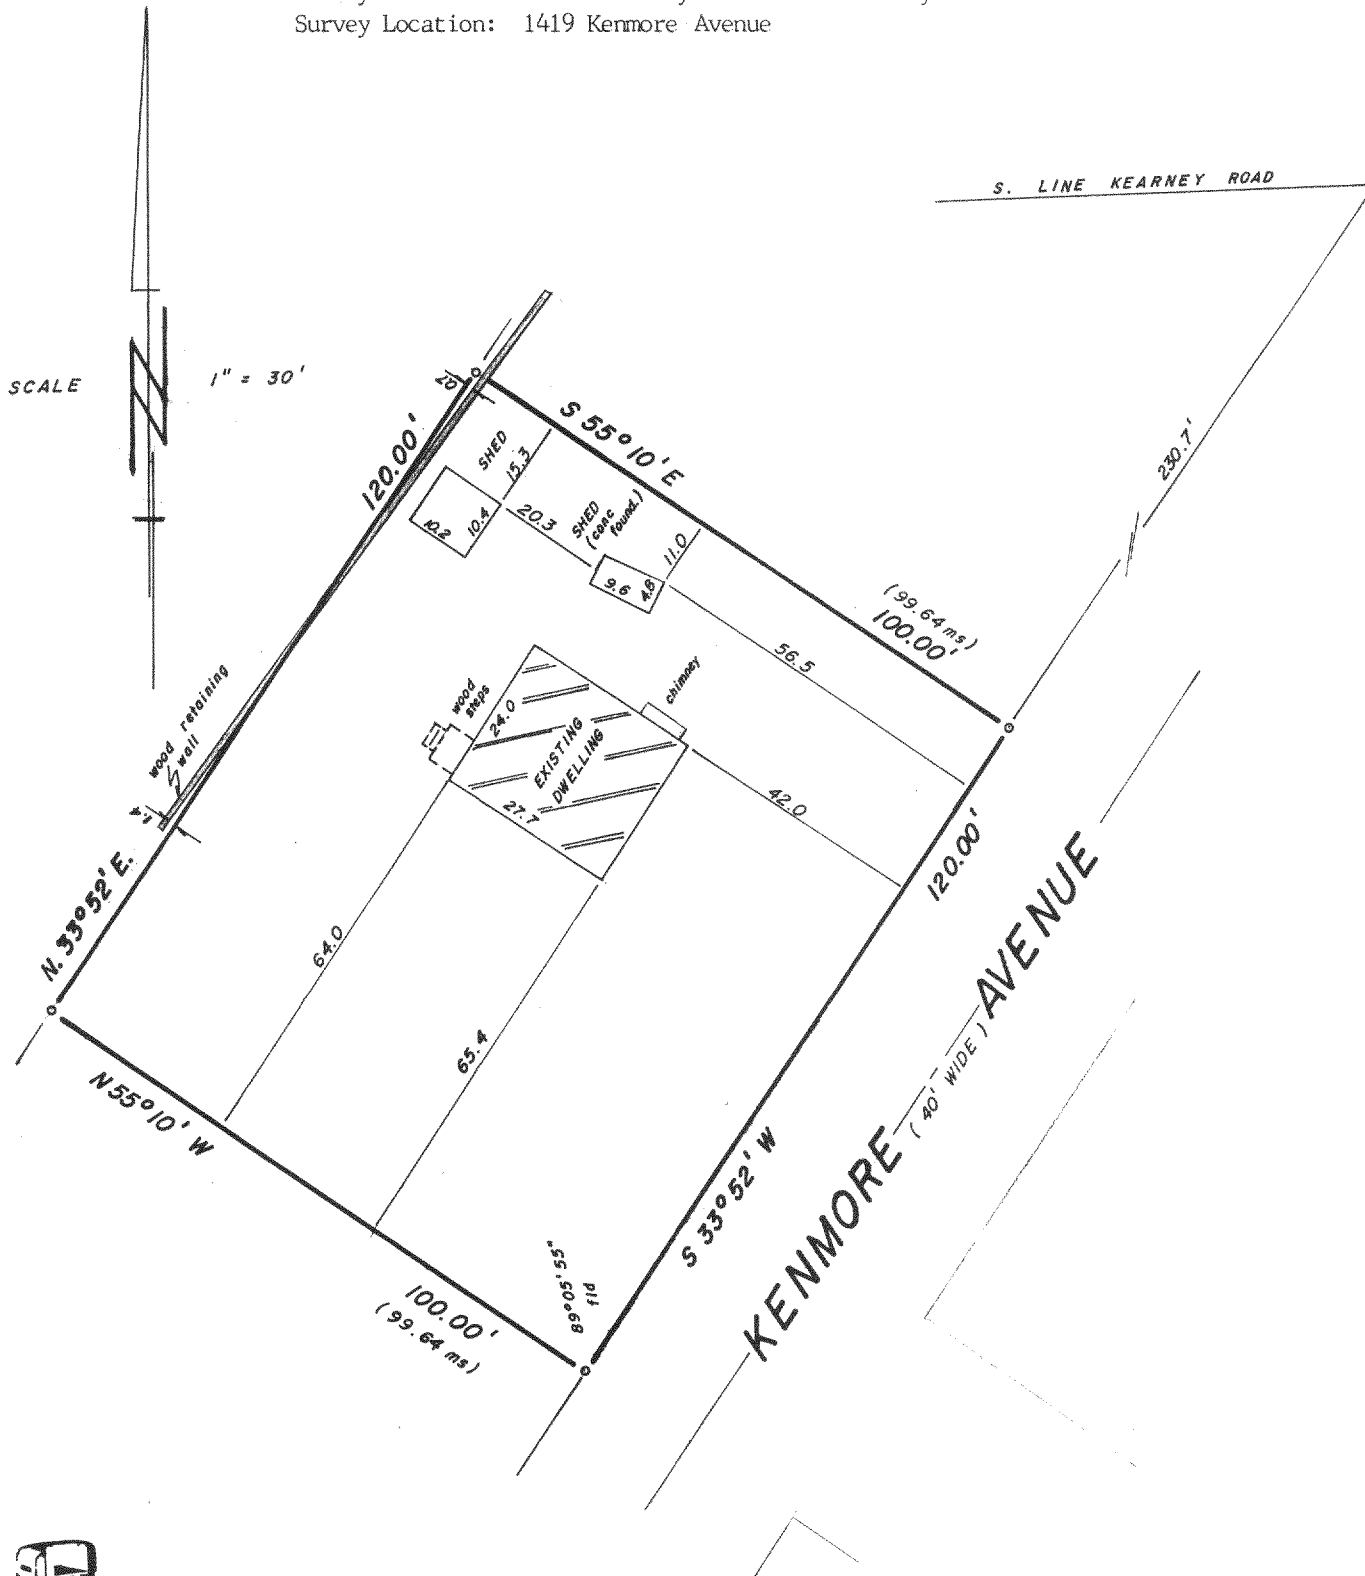 Survey Location: 1419 Kenmore Avenue
S. LINE KEARNEY ROAD
SCALE
N
1" = 30'
230.7'
120.00'
S 55° 10' E
SHED
15.3
10.2
10.4
20.3
SHED
(conc
found.)
11.0
9.6
4.8
(99.64 ms)
100.00'
56.5
chimney
wood
steps
24.0
EXISTING
DWELLING
27.7
42.0
wood retaining
wall
1.4
120.00'
N. 33° 52' E.
64.0
65.4
KENMORE (40' WIDE) AVENUE
N 55° 10' W
S 33° 52' W
89° 05' 55"
fld
100.00'
(99.64 ms)